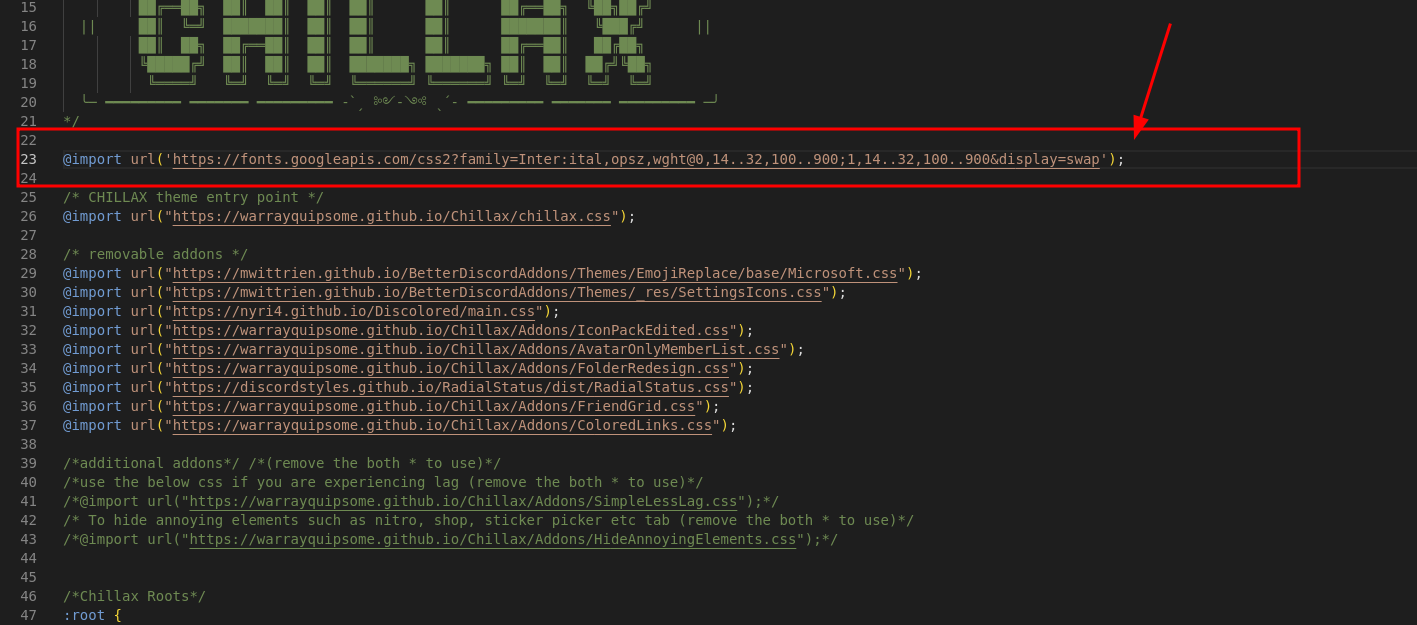 15
16 || ||
17
18
19
20
21 */
22
23 @import url('https://fonts.googleapis.com/css2?family=Inter:ital,opsz,wght@0,14..32,100..900;1,14..32,100..900&display=swap');
24
25 /* CHILLAX theme entry point */
26 @import url("https://warrayquipsome.github.io/Chillax/chillax.css");
27
28 /* removable addons */
29 @import url("https://mwittrien.github.io/BetterDiscordAddons/Themes/EmojiReplace/base/Microsoft.css");
30 @import url("https://mwittrien.github.io/BetterDiscordAddons/Themes/_res/SettingsIcons.css");
31 @import url("https://nyri4.github.io/Discolored/main.css");
32 @import url("https://warrayquipsome.github.io/Chillax/Addons/IconPackEdited.css");
33 @import url("https://warrayquipsome.github.io/Chillax/Addons/AvatarOnlyMemberList.css");
34 @import url("https://warrayquipsome.github.io/Chillax/Addons/FolderRedesign.css");
35 @import url("https://discordstyles.github.io/RadialStatus/dist/RadialStatus.css");
36 @import url("https://warrayquipsome.github.io/Chillax/Addons/FriendGrid.css");
37 @import url("https://warrayquipsome.github.io/Chillax/Addons/ColoredLinks.css");
38
39 /*additional addons*/ /*(remove the both * to use)*/
40 /*use the below css if you are experiencing lag (remove the both * to use)*/
41 /*@import url("https://warrayquipsome.github.io/Chillax/Addons/SimpleLessLag.css");*/
42 /* To hide annoying elements such as nitro, shop, sticker picker etc tab (remove the both * to use)*/
43 /*@import url("https://warrayquipsome.github.io/Chillax/Addons/HideAnnoyingElements.css");*/
44
45
46 /*Chillax Roots*/
47 :root {